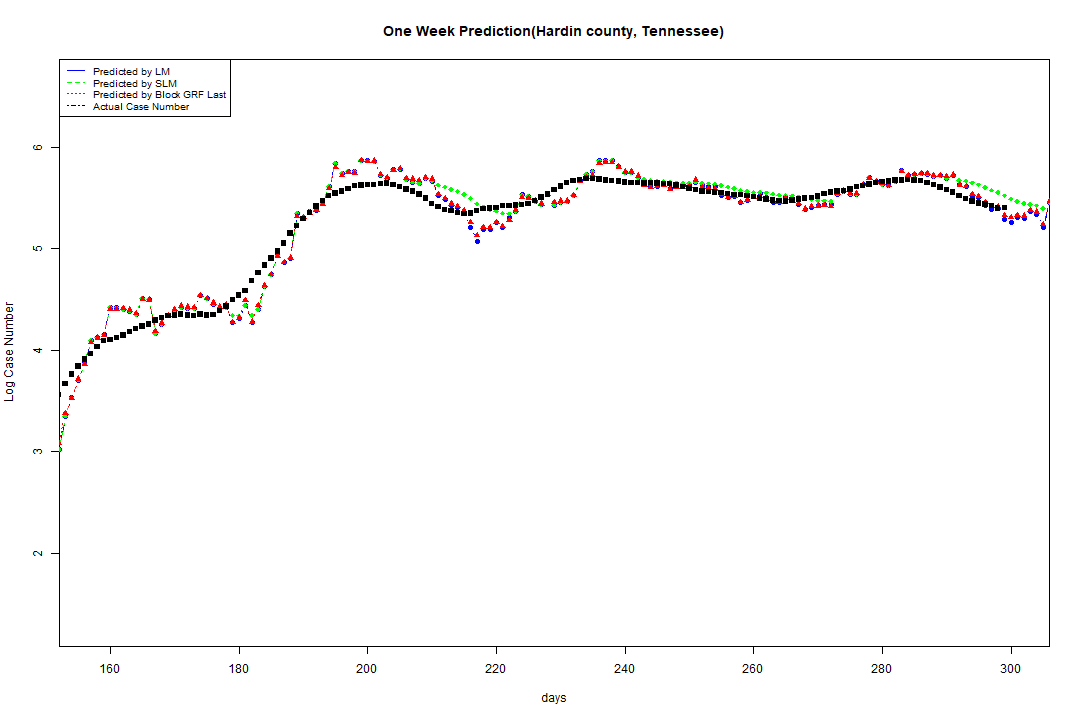 One Week Prediction(Hardin county, Tennessee)
Predicted by LM
Predicted by SLM
Predicted by Block GRF Last
Actual Case Number
6
5
4
3
2
Log Case Number
160 180 200 220 240 260 280 300
days